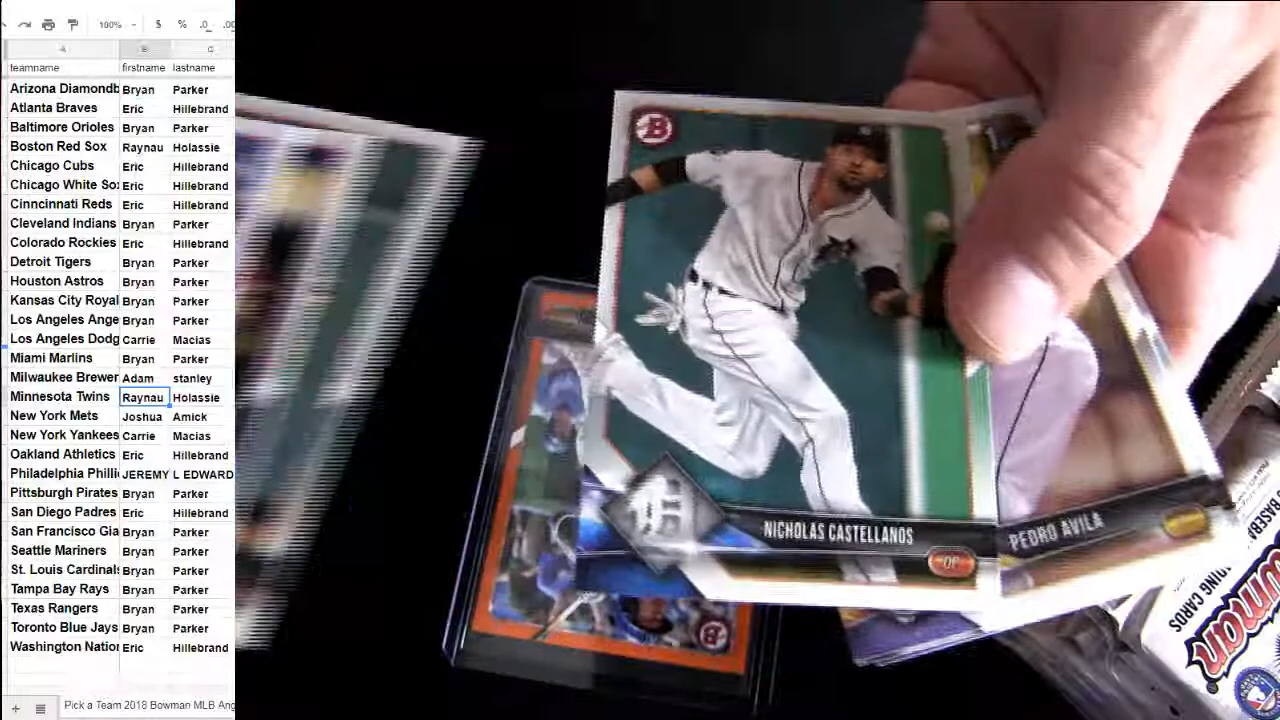 100%
$ % .0 .00
A B C
teamname firstname lastname
Arizona Diamondb Bryan Parker
Atlanta Braves Eric Hillebrand
Baltimore Orioles Bryan Parker
Boston Red Sox Raynau Holassie
Chicago Cubs Eric Hillebrand
Chicago White Sox Eric Hillebrand
Cinncinnati Reds Eric Hillebrand
Cleveland Indians Bryan Parker
Colorado Rockies Eric Hillebrand
Detroit Tigers Bryan Parker
Houston Astros Bryan Parker
Kansas City Royal Bryan Parker
Los Angeles Ange Bryan Parker
Los Angeles Dodg Carrie Macias
Miami Marlins Bryan Parker
Milwaukee Brewer Adam stanley
Minnesota Twins Raynau Holassie
New York Mets Joshua Amick
New York Yankees Carrie Macias
Oakland Athletics Eric Hillebrand
Philadelphia Philli JEREMY L EDWARD
Pittsburgh Pirates Bryan Parker
San Diego Padres Eric Hillebrand
San Francisco Gia Bryan Parker
Seattle Mariners Bryan Parker
St. Louis Cardinals Bryan Parker
Tampa Bay Rays Bryan Parker
Texas Rangers Bryan Parker
Toronto Blue Jays Bryan Parker
Washington Nation Eric Hillebrand
Pick a Team 2018 Bowman MLB Ang
B
NICHOLAS CASTELLANOS
OF
PEDRO AVILA
B